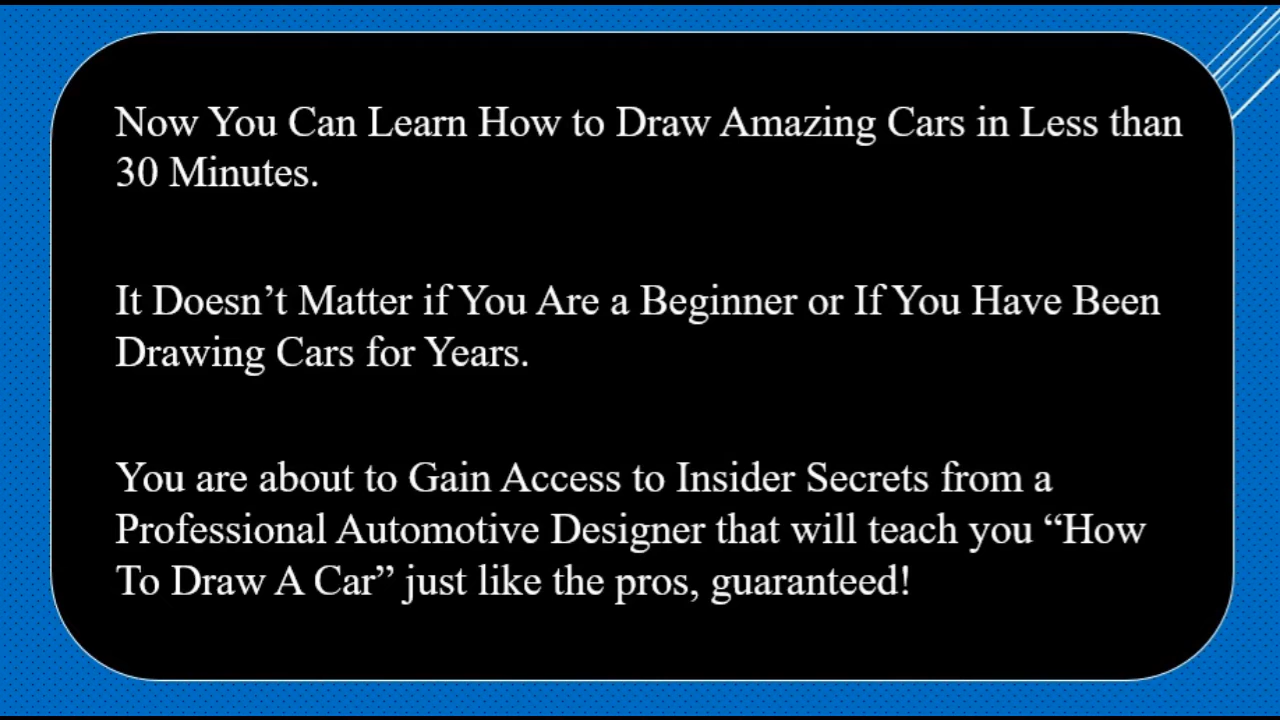 Now You Can Learn How to Draw Amazing Cars in Less than
30 Minutes.
It Doesn’t Matter if You Are a Beginner or If You Have Been
Drawing Cars for Years.
You are about to Gain Access to Insider Secrets from a
Professional Automotive Designer that will teach you “How
To Draw A Car” just like the pros, guaranteed!